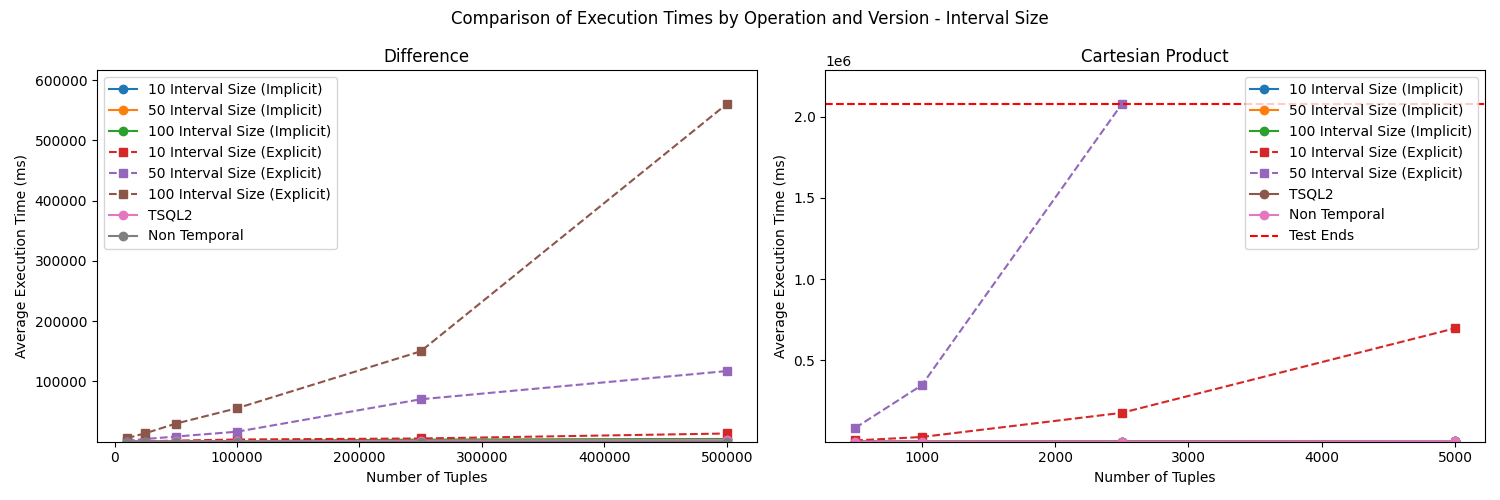 Comparison of Execution Times by Operation and Version - Interval Size
Difference
Average Execution Time (ms)
600000
500000
400000
300000
200000
100000
10 Interval Size (Implicit)
50 Interval Size (Implicit)
100 Interval Size (Implicit)
10 Interval Size (Explicit)
50 Interval Size (Explicit)
100 Interval Size (Explicit)
TSQL2
Non Temporal
0
100000
200000
300000
400000
500000
Number of Tuples
Cartesian Product
1e6
Average Execution Time (ms)
2.0
1.5
1.0
0.5
10 Interval Size (Implicit)
50 Interval Size (Implicit)
100 Interval Size (Implicit)
10 Interval Size (Explicit)
50 Interval Size (Explicit)
TSQL2
Non Temporal
Test Ends
1000
2000
3000
4000
5000
Number of Tuples